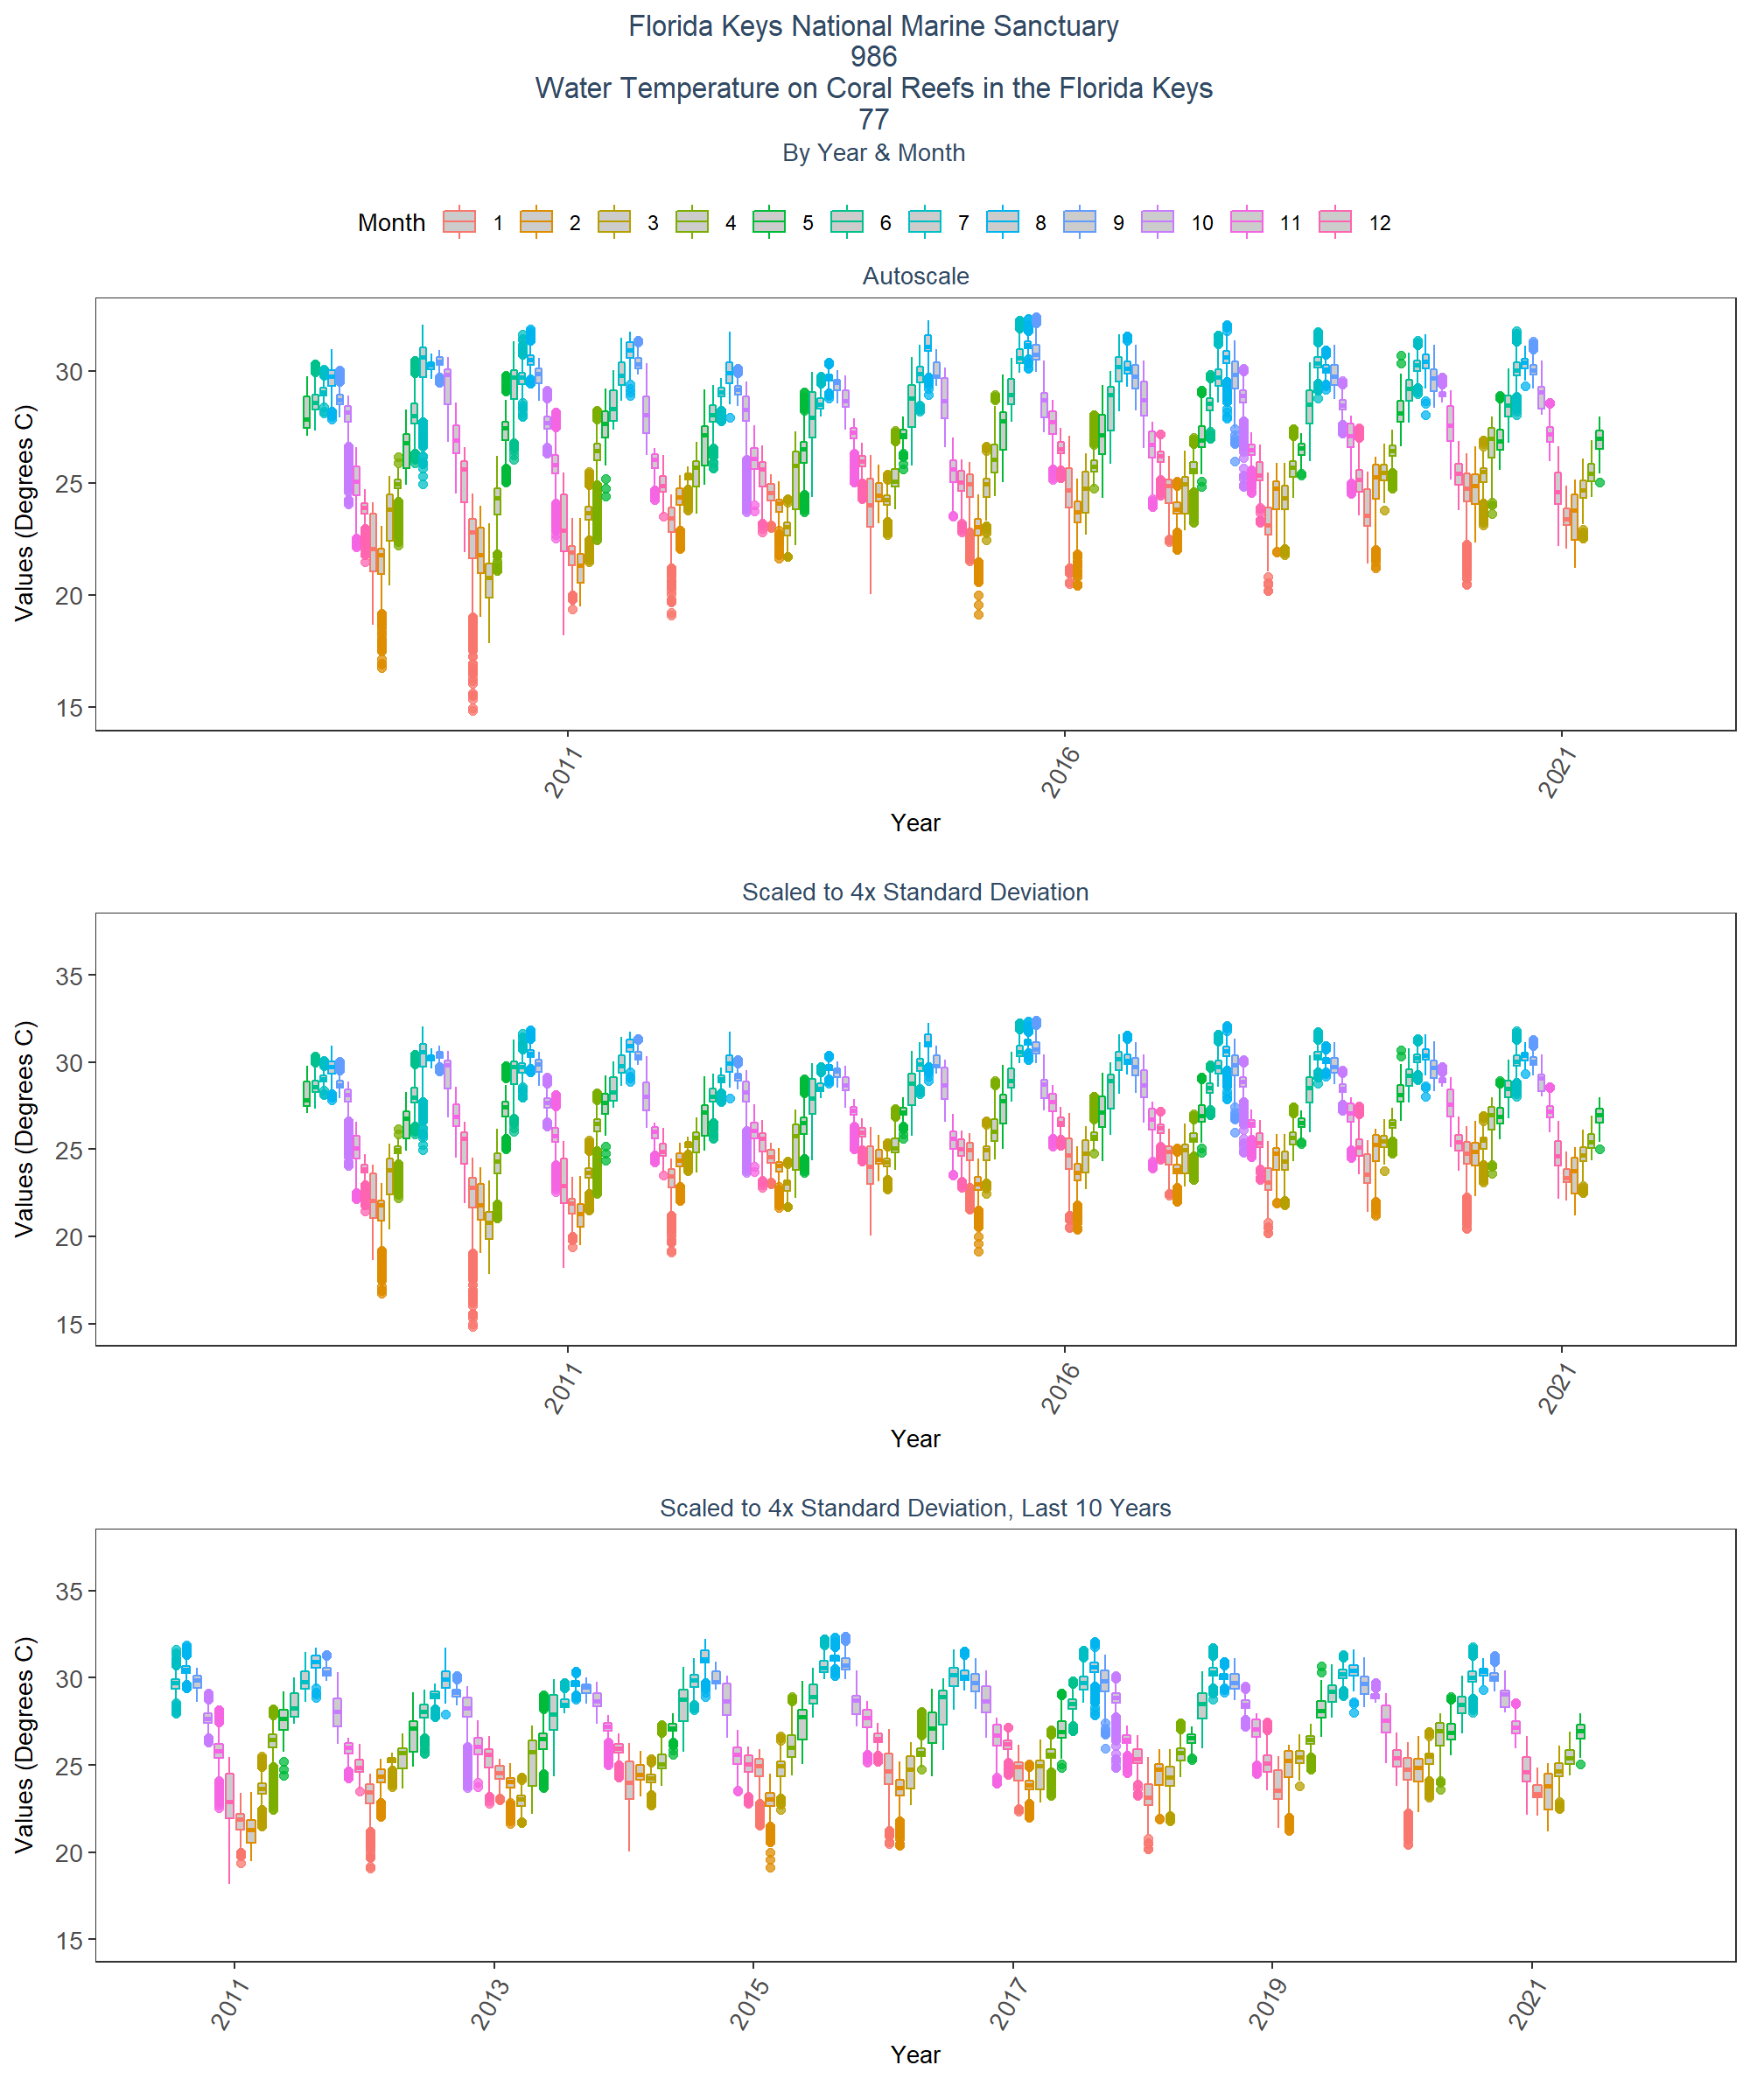 Florida Keys National Marine Sanctuary
986
Water Temperature on Coral Reefs in the Florida Keys
77
By Year & Month
Month 1 2 3 4 5 6 7 8 9 10 11 12
Autoscale
Values (Degrees C)
30
25
20
15
2011 2016 2021
Year
Scaled to 4x Standard Deviation
Values (Degrees C)
35
30
25
20
15
2011 2016 2021
Year
Scaled to 4x Standard Deviation, Last 10 Years
Values (Degrees C)
35
30
25
20
15
2011 2013 2015 2017 2019 2021
Year